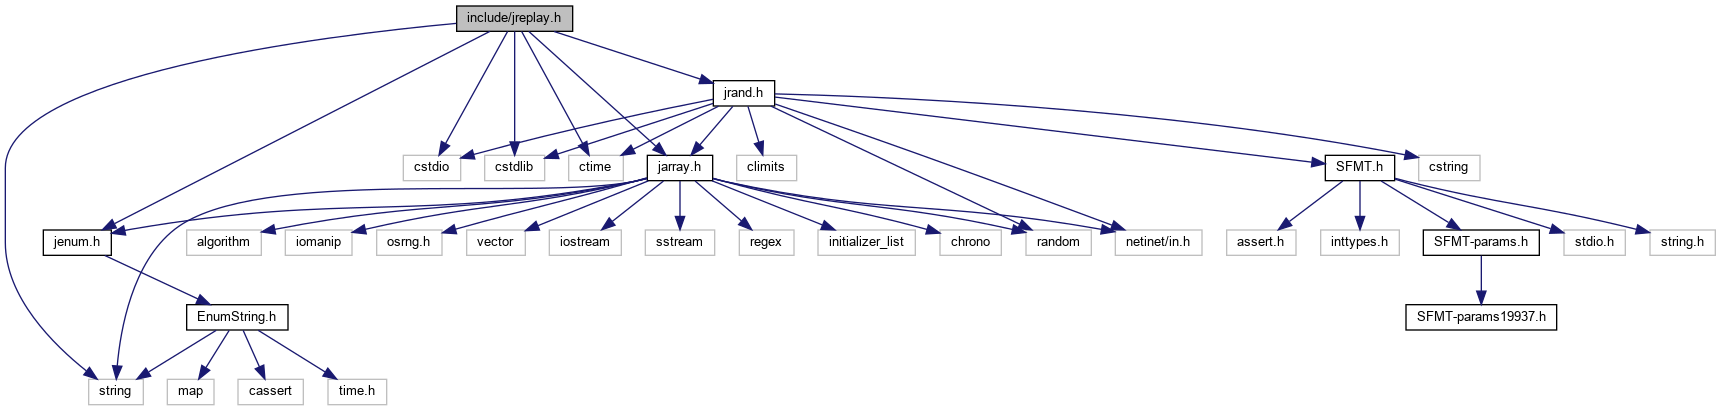 include/jreplay.h
jrand.h
cstdio
cstdlib
ctime
jarray.h
climits
SFMT.h
cstring
jenum.h
algorithm
iomanip
osrng.h
vector
iostream
sstream
regex
initializer_list
chrono
random
netinet/in.h
assert.h
inttypes.h
SFMT-params.h
stdio.h
string.h
EnumString.h
SFMT-params19937.h
string
map
cassert
time.h